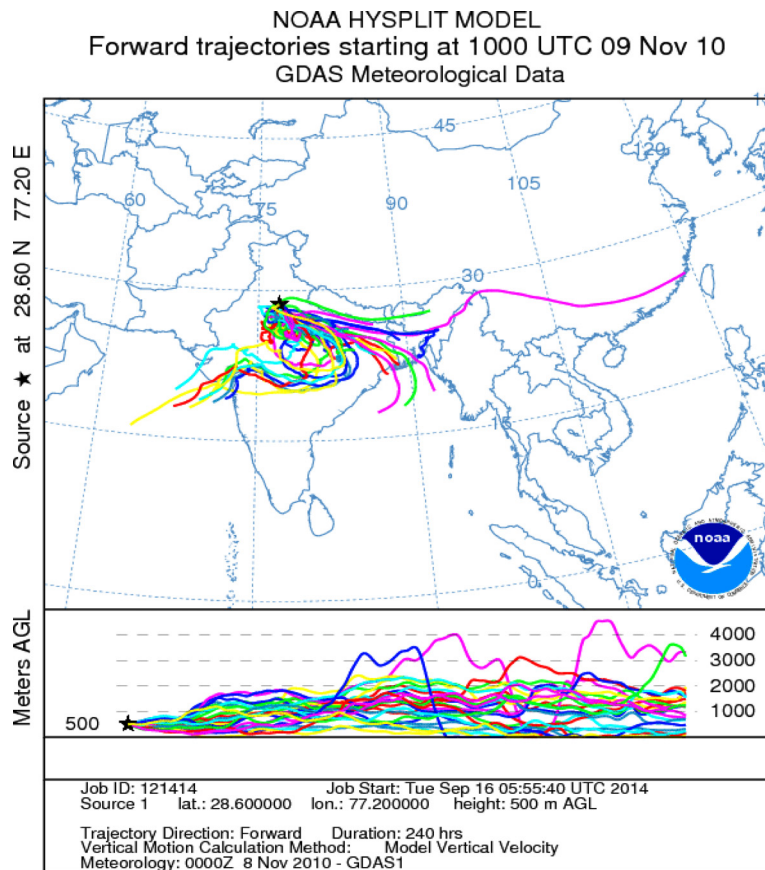 NOAA HYSPLIT MODEL
Forward trajectories starting at 1000 UTC 09 Nov 10
GDAS Meteorological Data
Source ★ at 28.60 N 77.20 E
45
120
105
60
75
90
30
15
0
noaa
Meters AGL
4000
3000
2000
1000
500
Job ID: 121414 Job Start: Tue Sep 16 05:55:40 UTC 2014
Source 1 lat.: 28.600000 lon.: 77.200000 height: 500 m AGL
Trajectory Direction: Forward Duration: 240 hrs
Vertical Motion Calculation Method: Model Vertical Velocity
Meteorology: 0000Z 8 Nov 2010 - GDAS1